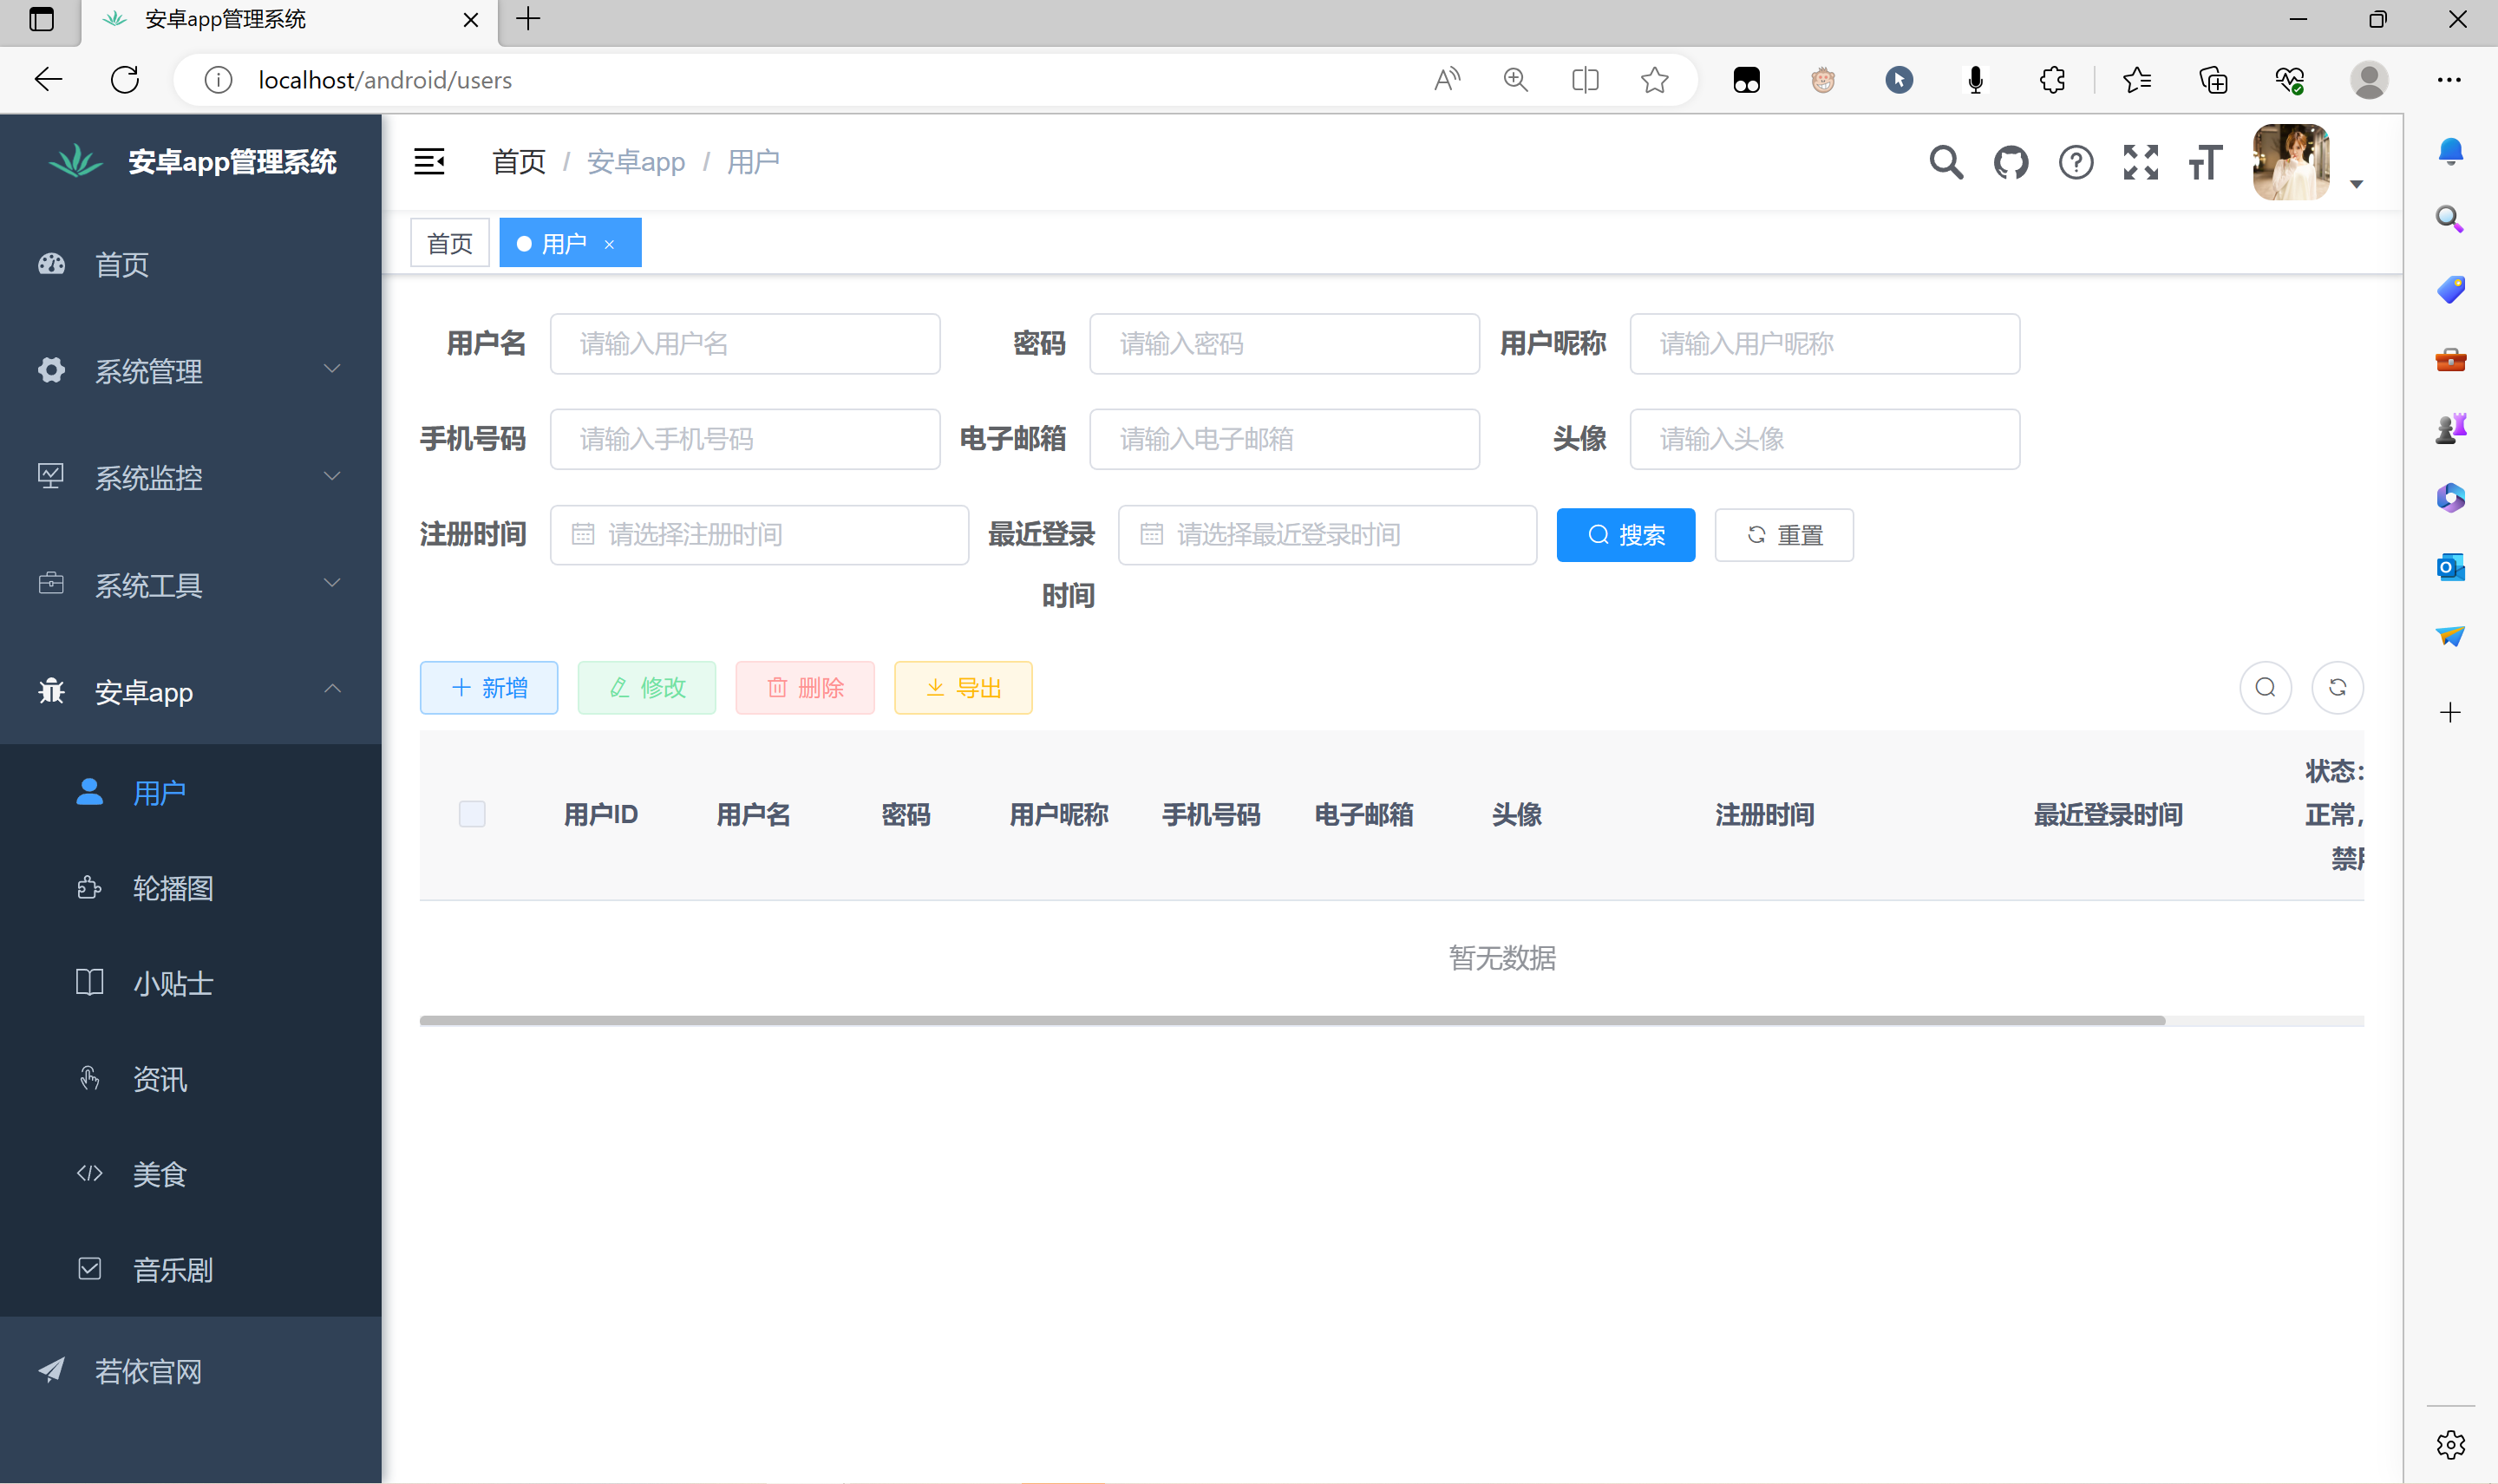 安卓app管理系统
localhost/android/users
安卓app管理系统
首页 / 安卓app / 用户
首页
用户
首页
系统管理
系统监控
系统工具
安卓app
用户
轮播图
小贴士
资讯
美食
音乐剧
若依官网
用户名 请输入用户名 密码 请输入密码 用户昵称 请输入用户昵称
手机号码 请输入手机号码 电子邮箱 请输入电子邮箱 头像 请输入头像
注册时间 请选择注册时间 最近登录 请选择最近登录时间 搜索 重置
时间
新增 修改 删除 导出
状态:
用户ID 用户名 密码 用户昵称 手机号码 电子邮箱 头像 注册时间 最近登录时间 正常,
禁
暂无数据